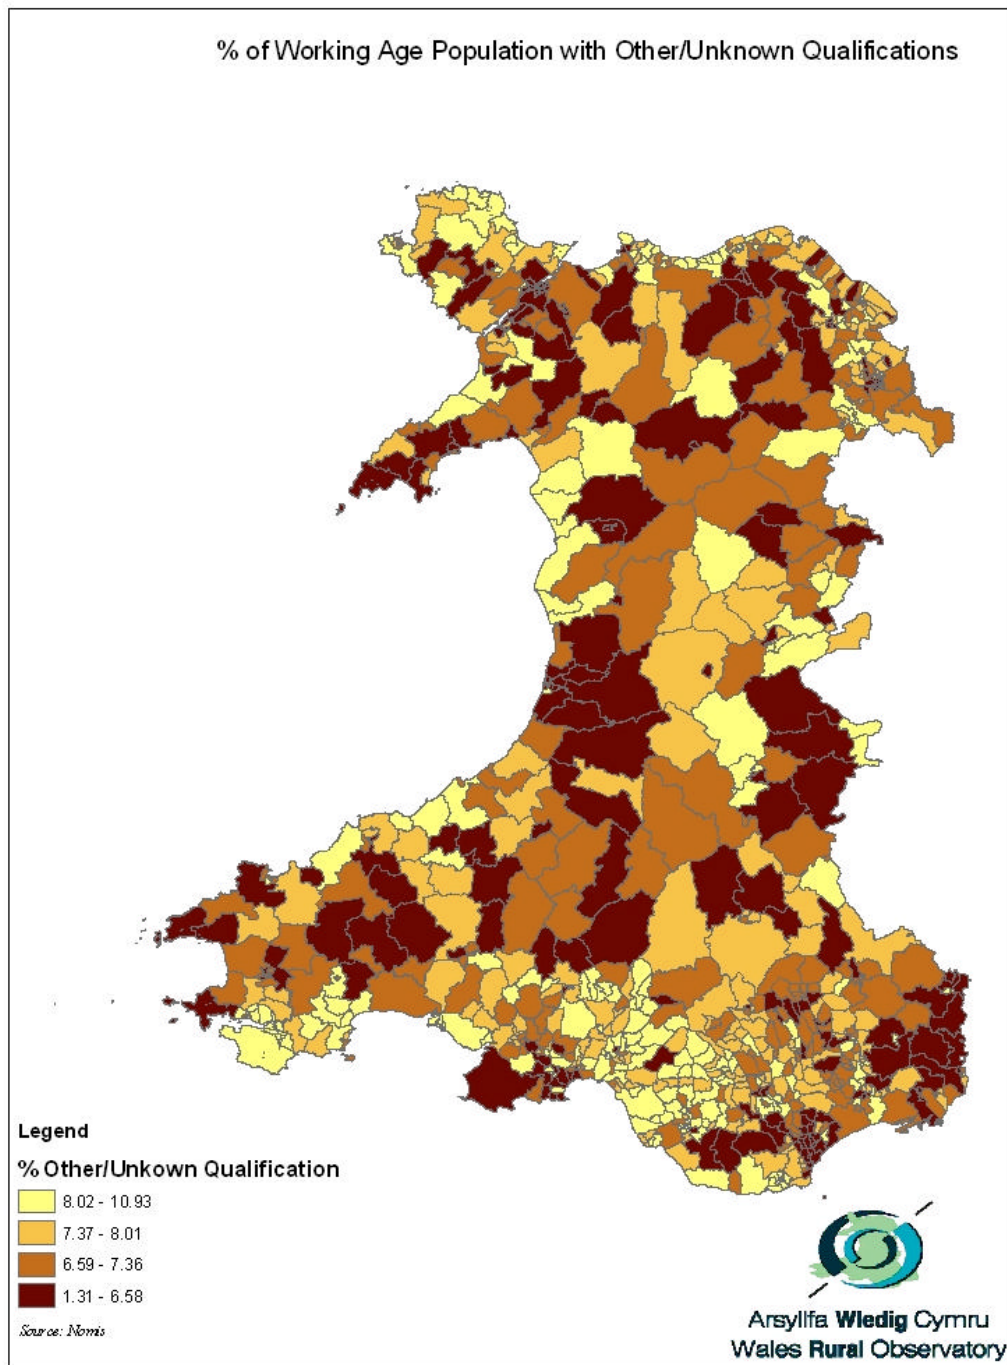 % of Working Age Population with Other/Unknown Qualifications
Legend
% Other/Unkown Qualification
8.02 - 10.93
7.37 - 8.01
6.59 - 7.36
1.31 - 6.58
Source: Nomis
Arsyllfa Wledig Cymru
Wales Rural Observatory